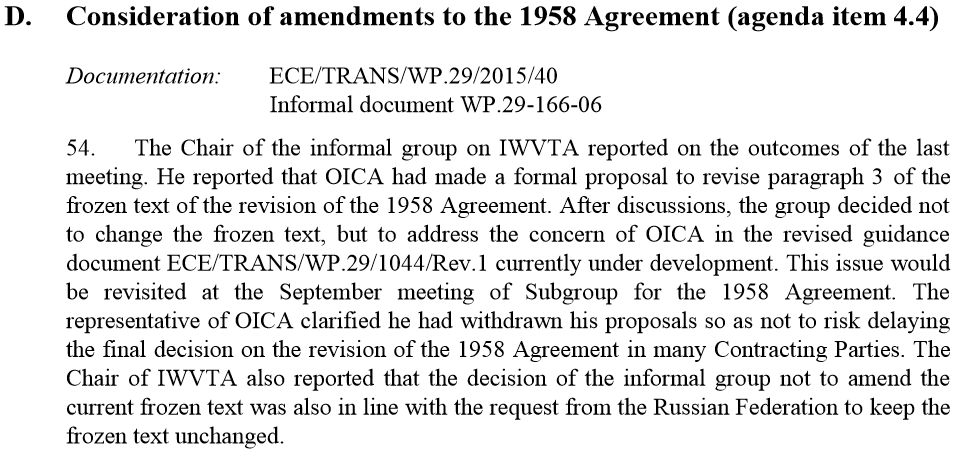 D. Consideration of amendments to the 1958 Agreement (agenda item 4.4)
Documentation: ECE/TRANS/WP.29/2015/40
Informal document WP.29-166-06
54. The Chair of the informal group on IWVTA reported on the outcomes of the last
meeting. He reported that OICA had made a formal proposal to revise paragraph 3 of the
frozen text of the revision of the 1958 Agreement. After discussions, the group decided not
to change the frozen text, but to address the concern of OICA in the revised guidance
document ECE/TRANS/WP.29/1044/Rev.1 currently under development. This issue would
be revisited at the September meeting of Subgroup for the 1958 Agreement. The
representative of OICA clarified he had withdrawn his proposals so as not to risk delaying
the final decision on the revision of the 1958 Agreement in many Contracting Parties. The
Chair of IWVTA also reported that the decision of the informal group not to amend the
current frozen text was also in line with the request from the Russian Federation to keep the
frozen text unchanged.